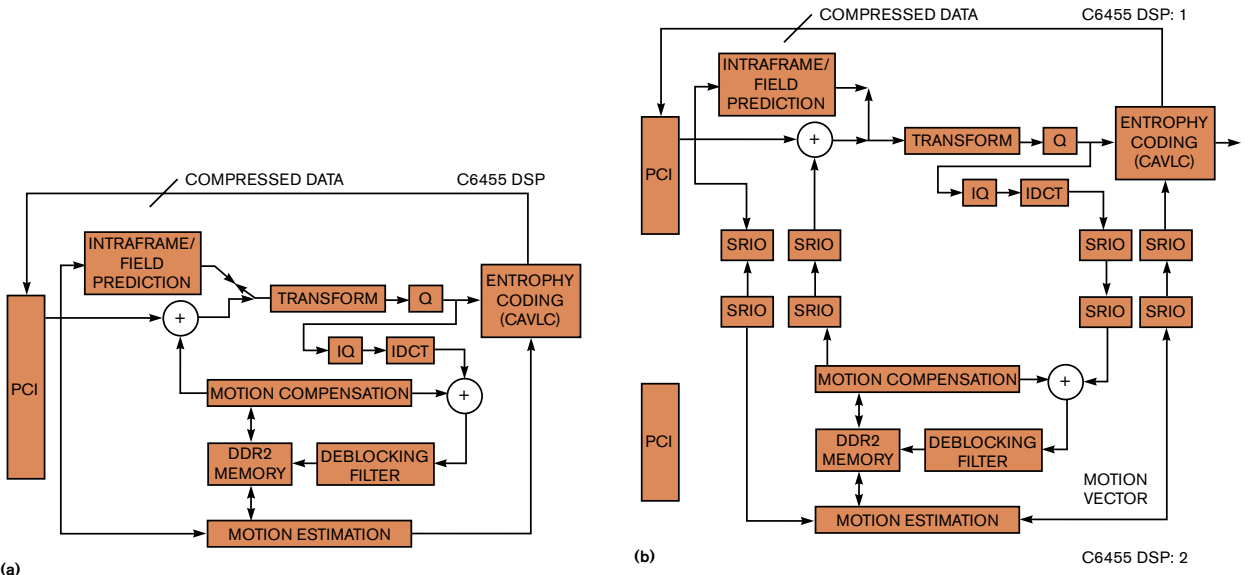 COMPRESSED DATA
C6455 DSP
INTRAFRAME/
FIELD
PREDICTION
+
TRANSFORM
Q
ENTROPHY
CODING
(CAVLC)
PCI
IQ
IDCT
MOTION COMPENSATION
+
DDR2
MEMORY
DEBLOCKING
FILTER
MOTION ESTIMATION
(a)
COMPRESSED DATA
C6455 DSP: 1
INTRAFRAME/
FIELD
PREDICTION
PCI
+
TRANSFORM
Q
ENTROPHY
CODING
(CAVLC)
IQ
IDCT
SRIO
SRIO
SRIO
SRIO
SRIO
SRIO
SRIO
SRIO
MOTION COMPENSATION
+
PCI
DDR2
MEMORY
DEBLOCKING
FILTER
MOTION
VECTOR
MOTION ESTIMATION
(b)
C6455 DSP: 2